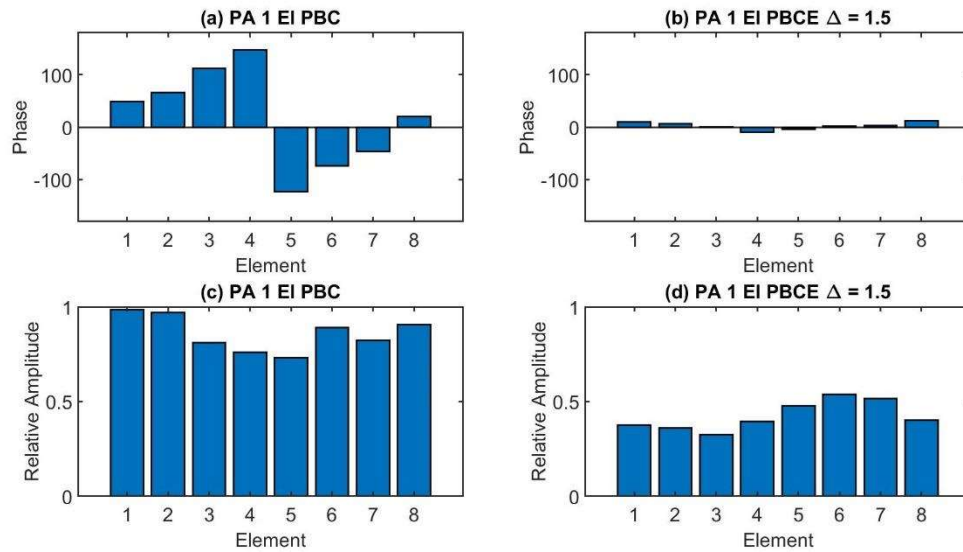 (a) PA 1 El PBC
Phase
100
0
-100
1 2 3 4 5 6 7 8
Element
(b) PA 1 El PBCE Δ = 1.5
Phase
100
0
-100
1 2 3 4 5 6 7 8
Element
(c) PA 1 El PBC
Relative Amplitude
1
0.5
0
1 2 3 4 5 6 7 8
Element
(d) PA 1 El PBCE Δ = 1.5
Relative Amplitude
1
0.5
0
1 2 3 4 5 6 7 8
Element